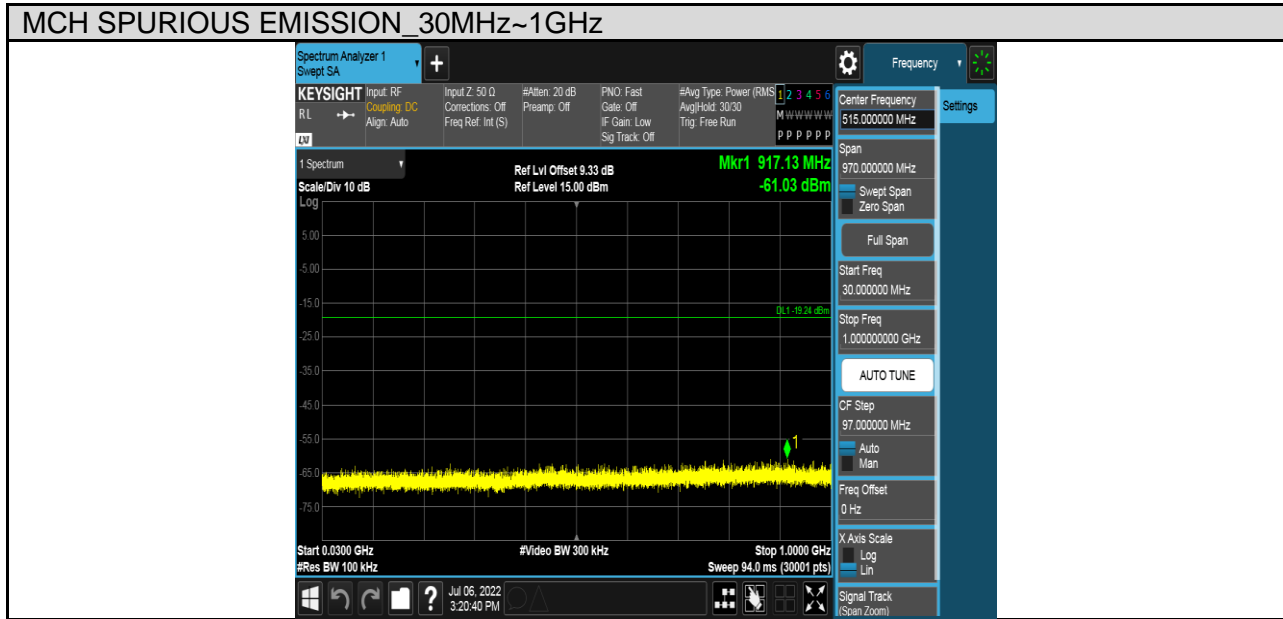 MCH SPURIOUS EMISSION_30MHz~1GHz
Spectrum Analyzer 1
Swept SA
+
Frequency
KEYSIGHT
RL
LXI
Input: RF
Coupling: DC
Align: Auto
Input Z: 50 Ω
Corrections: Off
Freq Ref: Int (S)
#Atten: 20 dB
Preamp: Off
PNO: Fast
Gate: Off
IF Gain: Low
Sig Track: Off
#Avg Type: Power (RMS
Avg|Hold: 30/30
Trig: Free Run
1 2 3 4 5 6
M W W W W W
P P P P P P
1 Spectrum
Scale/Div 10 dB
Log
Ref Lvl Offset 9.33 dB
Ref Level 15.00 dBm
Mkr1 917.13 MHz
-61.03 dBm
5.00
-5.00
-15.0
DL1 -19.24 dBm
-25.0
-35.0
-45.0
-55.0
1
-65.0
-75.0
Start 0.0300 GHz
#Res BW 100 kHz
#Video BW 300 kHz
Stop 1.0000 GHz
Sweep 94.0 ms (30001 pts)
Center Frequency
515.000000 MHz
Settings
Span
970.000000 MHz
Swept Span
Zero Span
Full Span
Start Freq
30.000000 MHz
Stop Freq
1.000000000 GHz
AUTO TUNE
CF Step
97.000000 MHz
Auto
Man
Freq Offset
0 Hz
X Axis Scale
Log
Lin
Signal Track
(Span Zoom)
?
Jul 06, 2022
3:20:40 PM